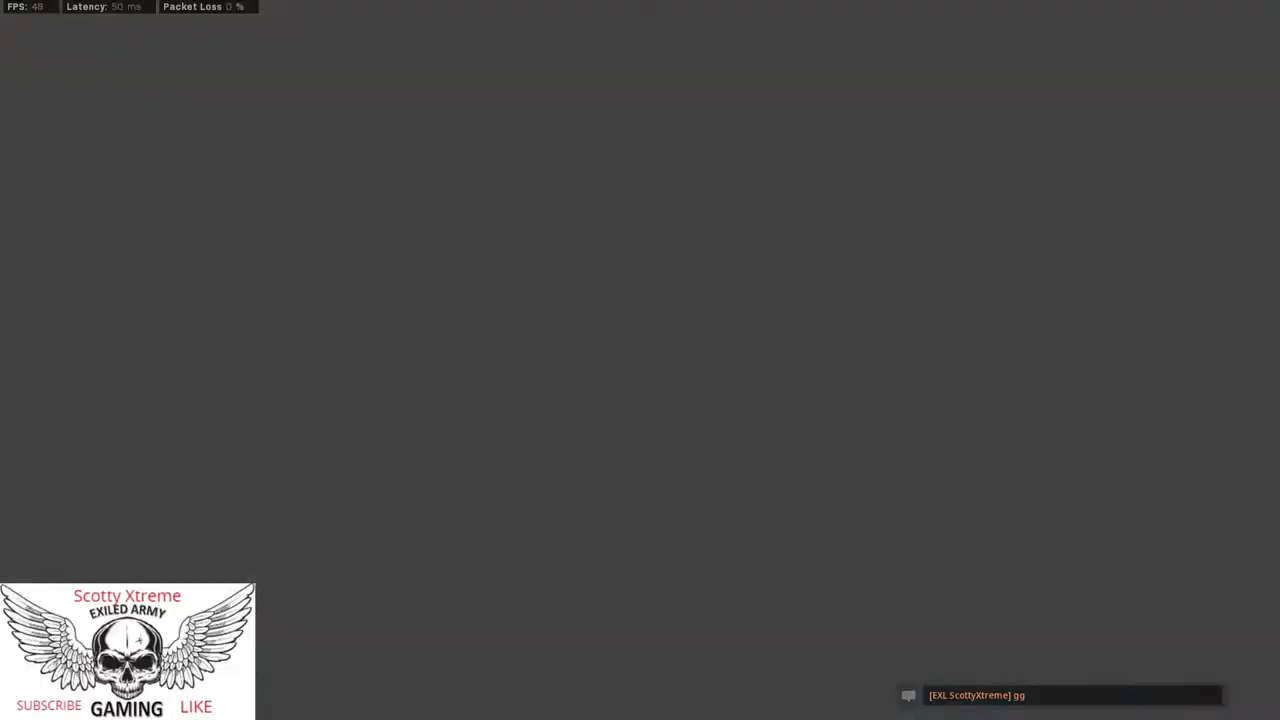 FPS: 48 Latency: 50 ms Packet Loss 0 %
Scotty Xtreme
EXILED ARMY
SUBSCRIBE GAMING LIKE
[EXL ScottyXtreme] gg